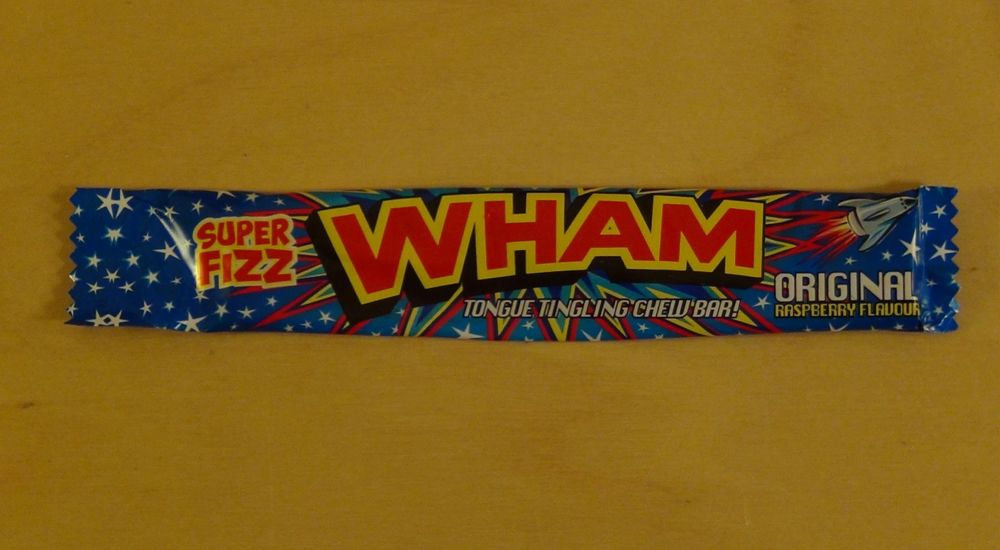 SUPER
FIZZ
WHAM
TONGUE TINGLING CHEW BAR!
ORIGINAL
RASPBERRY FLAVOUR